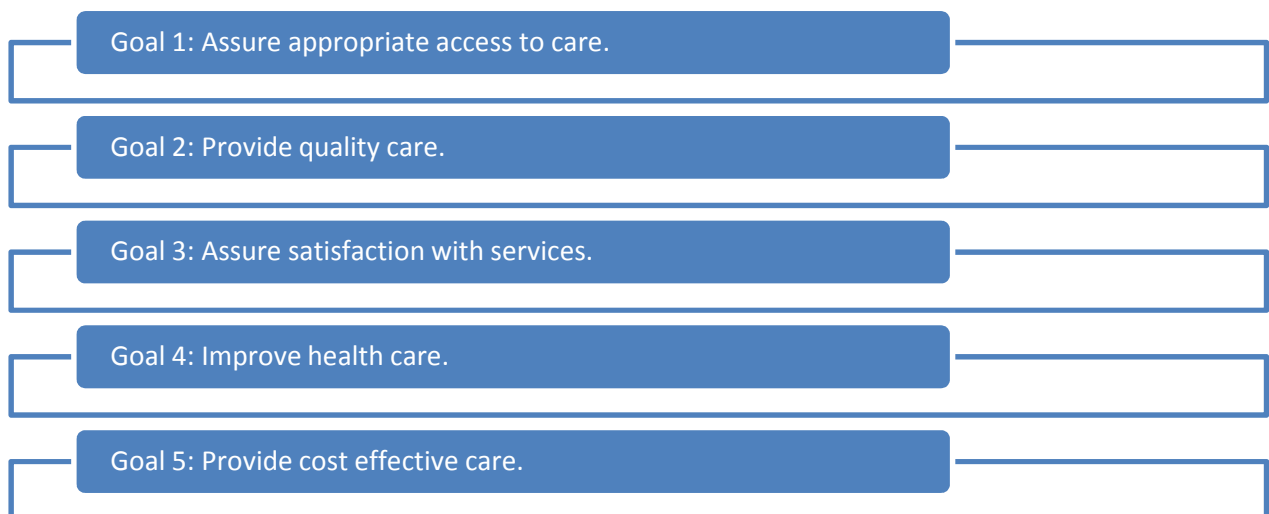 Goal 1: Assure appropriate access to care.
Goal 2: Provide quality care.
Goal 3: Assure satisfaction with services.
Goal 4: Improve health care.
Goal 5: Provide cost effective care.